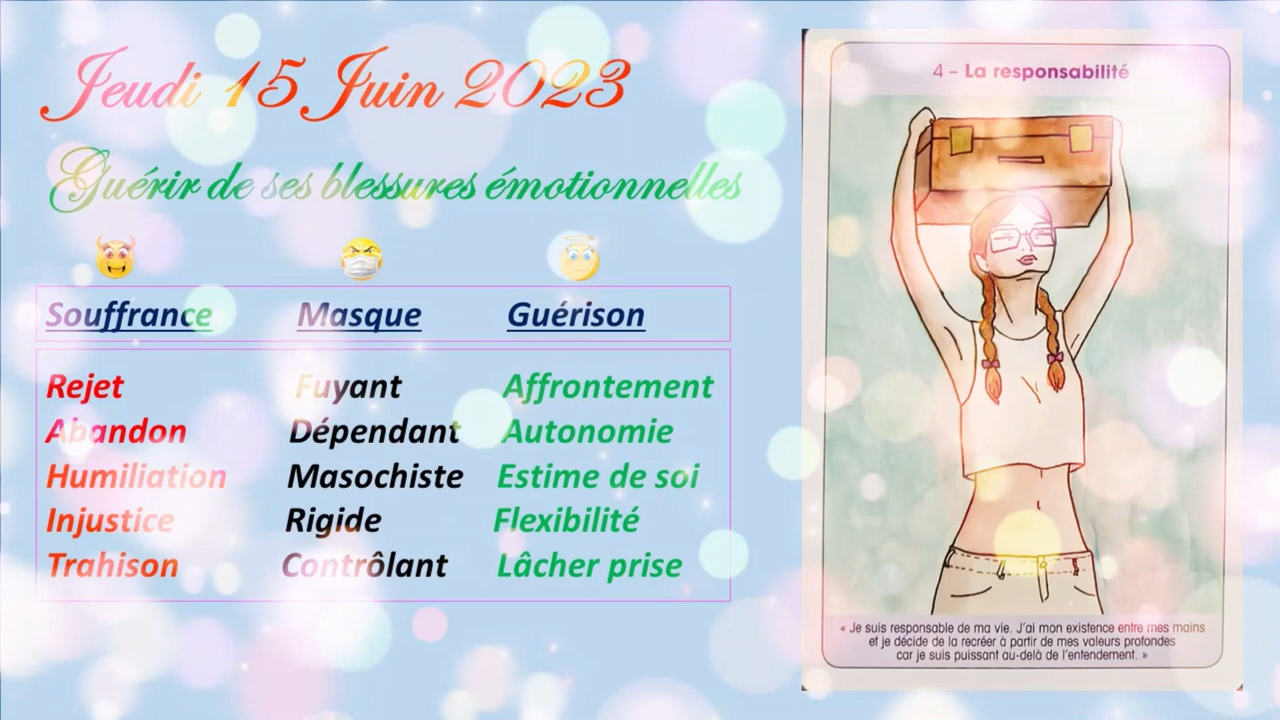 Jeudi 15 Juin 2023
Guérir de ses blessures émotionnelles
Souffrance Masque Guérison
Rejet Fuyant Affrontement
Abandon Dépendant Autonomie
Humiliation Masochiste Estime de soi
Injustice Rigide Flexibilité
Trahison Contrôlant Lâcher prise
4 – La responsabilité
« Je suis responsable de ma vie. J'ai mon existence entre mes mains
et je décide de la recréer à partir de mes valeurs profondes
car je suis puissant au-delà de l'entendement. »